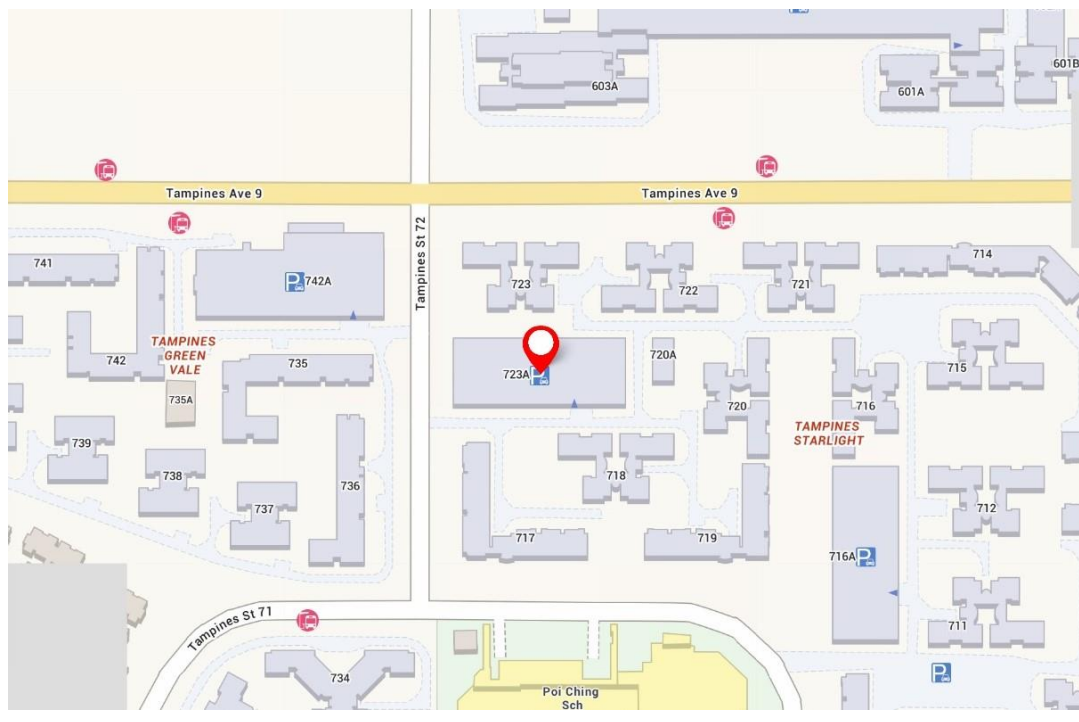 603A
601A
601B
Tampines Ave 9
Tampines Ave 9
Tampines St 72
741
742A
P
723
722
721
714
TAMPINES
GREEN
VALE
742
735
735A
723A
P
720A
715
720
716
TAMPINES
STARLIGHT
739
738
737
736
718
717
719
712
716A
P
711
Tampines St 71
734
P
Poi Ching
Sch